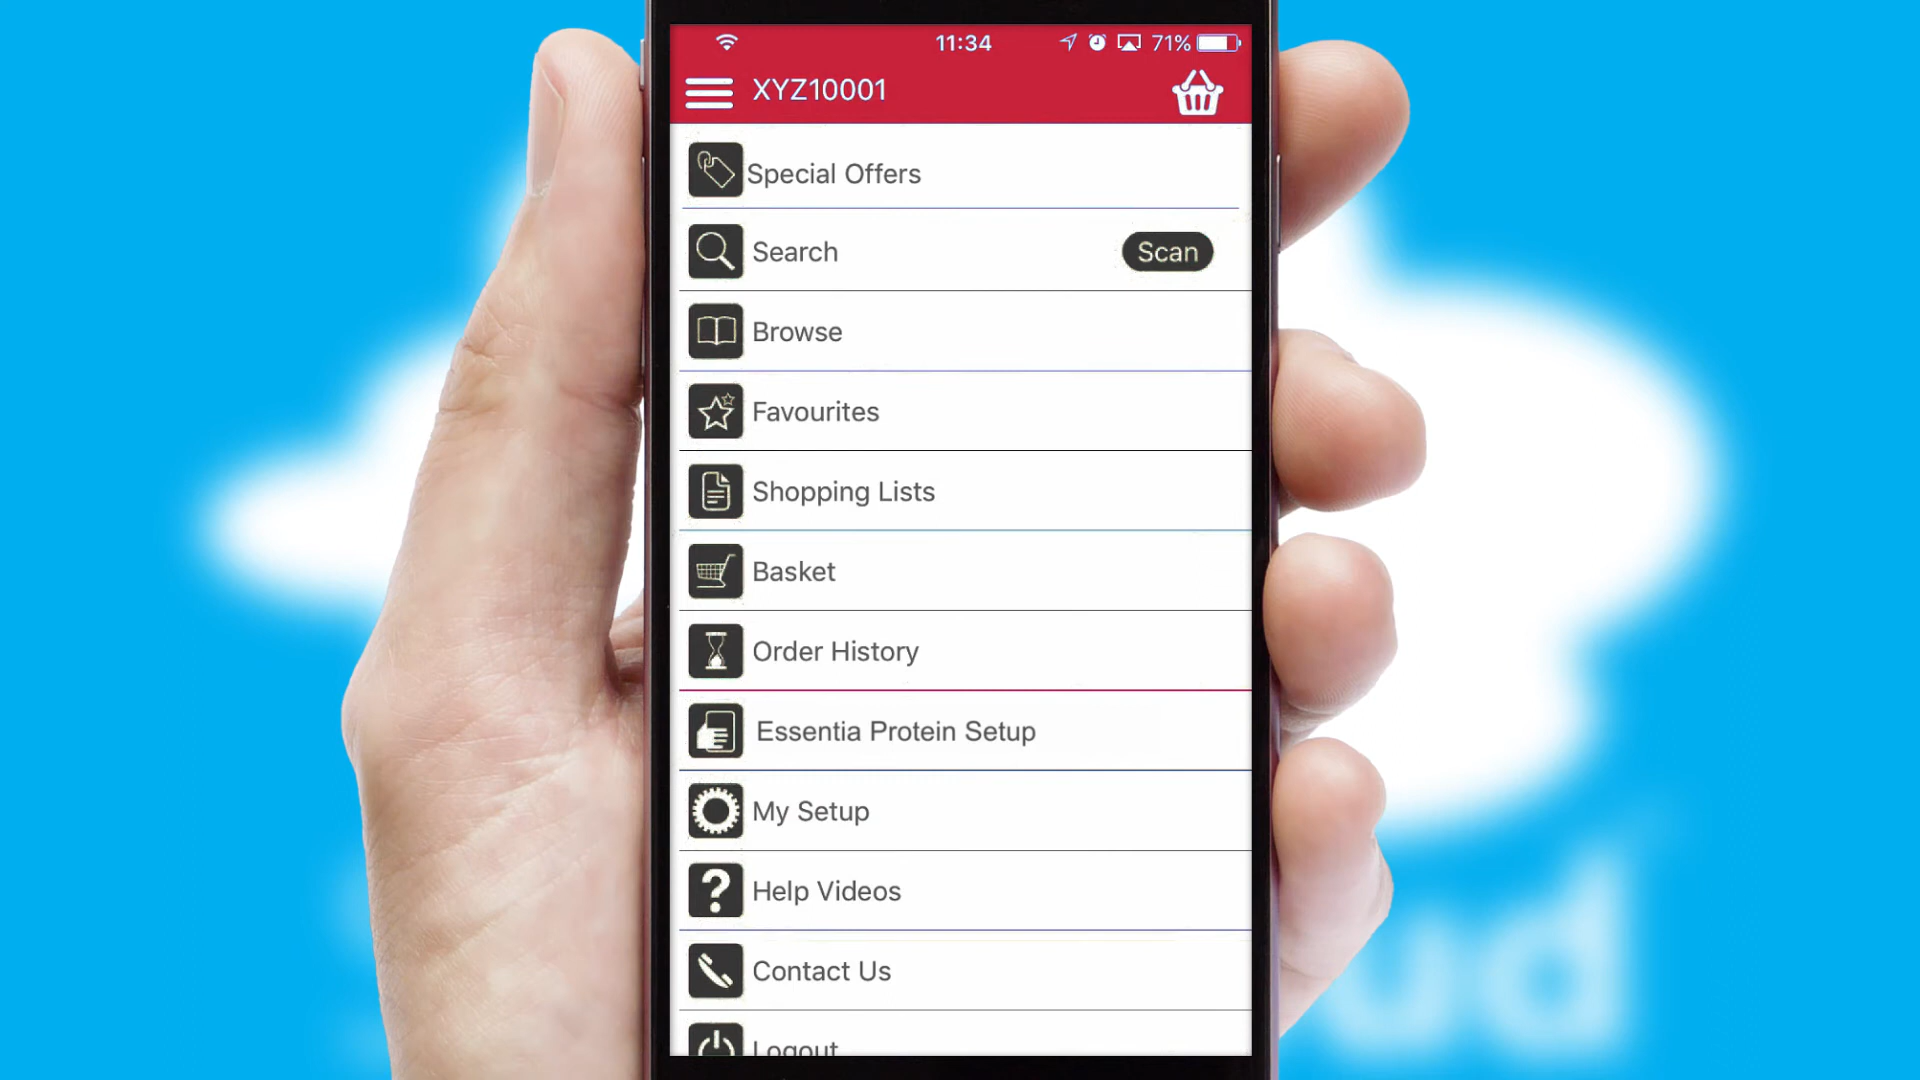 11:34
71%
XYZ10001
Special Offers
Search
Scan
Browse
Favourites
Shopping Lists
Basket
Order History
Essentia Protein Setup
My Setup
Help Videos
Contact Us
Logout